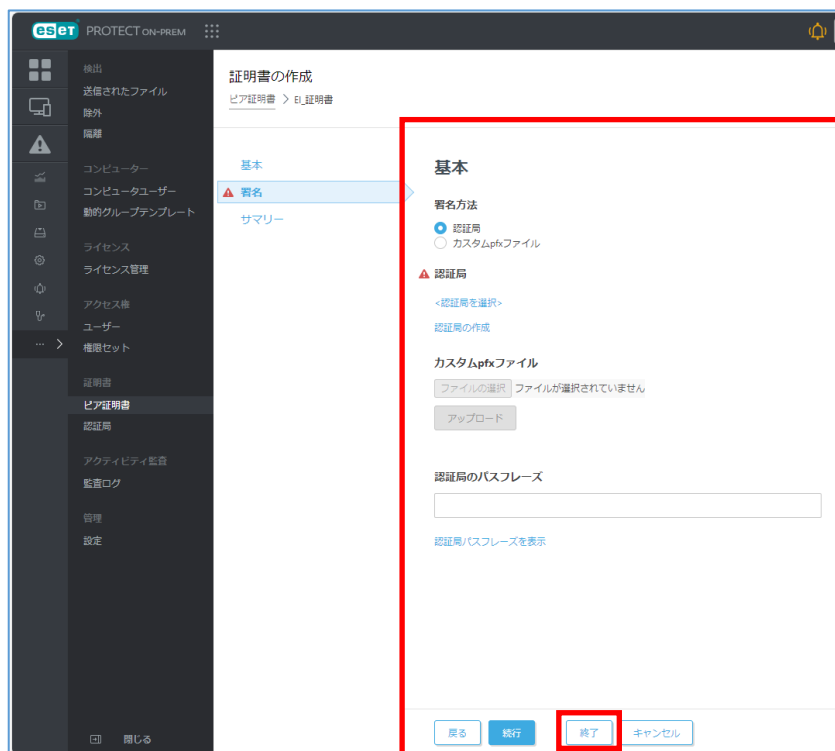 eset PROTECT ON-PREM
検出
送信されたファイル
除外
隔離
コンピューター
コンピュータユーザー
動的グループテンプレート
ライセンス
ライセンス管理
アクセス権
ユーザー
権限セット
証明書
ピア証明書
認証局
アクティビティ監査
監査ログ
管理
設定
閉じる
証明書の作成
ピア証明書 > EI_証明書
基本
署名
サマリー
基本
署名方法
認証局
カスタムpfxファイル
認証局
<認証局を選択>
認証局の作成
カスタムpfxファイル
ファイルの選択 ファイルが選択されていません
アップロード
認証局のパスフレーズ
認証局パスフレーズを表示
戻る 続行 終了 キャンセル